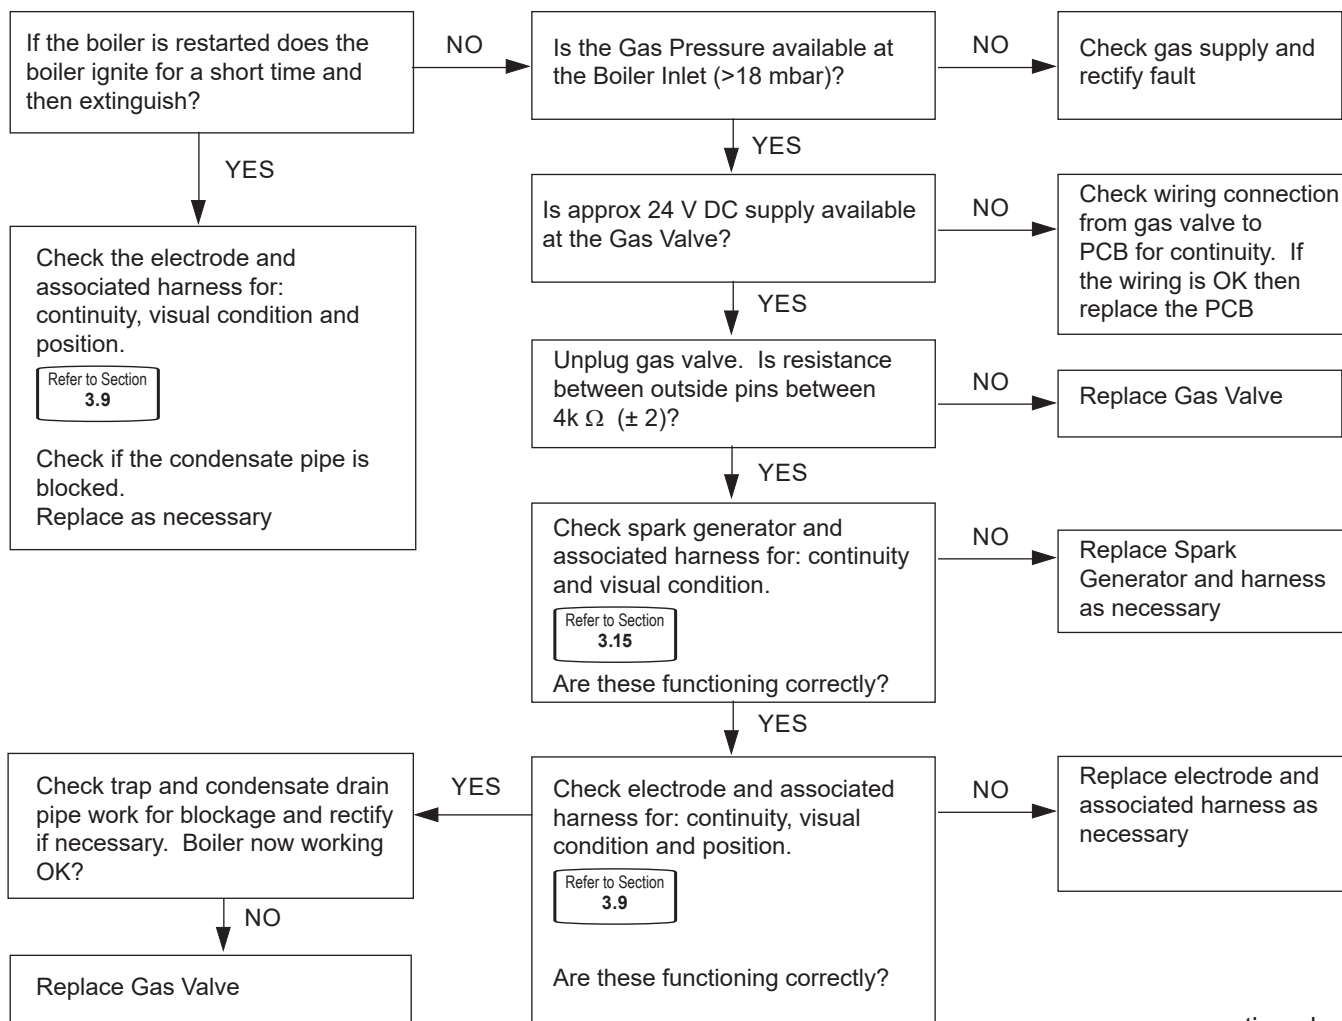 If the boiler is restarted does the
boiler ignite for a short time and
then extinguish?
NO
Is the Gas Pressure available at
the Boiler Inlet (>18 mbar)?
NO
Check gas supply and
rectify fault
YES
YES
Check the electrode and
associated harness for:
continuity, visual condition and
position.
Refer to Section
3.9
Check if the condensate pipe is
blocked.
Replace as necessary
Is approx 24 V DC supply available
at the Gas Valve?
NO
Check wiring connection
from gas valve to
PCB for continuity. If
the wiring is OK then
replace the PCB
YES
Unplug gas valve. Is resistance
between outside pins between
4k Ω (± 2)?
NO
Replace Gas Valve
YES
Check spark generator and
associated harness for: continuity
and visual condition.
Refer to Section
3.15
Are these functioning correctly?
NO
Replace Spark
Generator and harness
as necessary
YES
Check electrode and associated
harness for: continuity, visual
condition and position.
Refer to Section
3.9
Are these functioning correctly?
NO
Replace electrode and
associated harness as
necessary
YES
Check trap and condensate drain
pipe work for blockage and rectify
if necessary. Boiler now working
OK?
NO
Replace Gas Valve